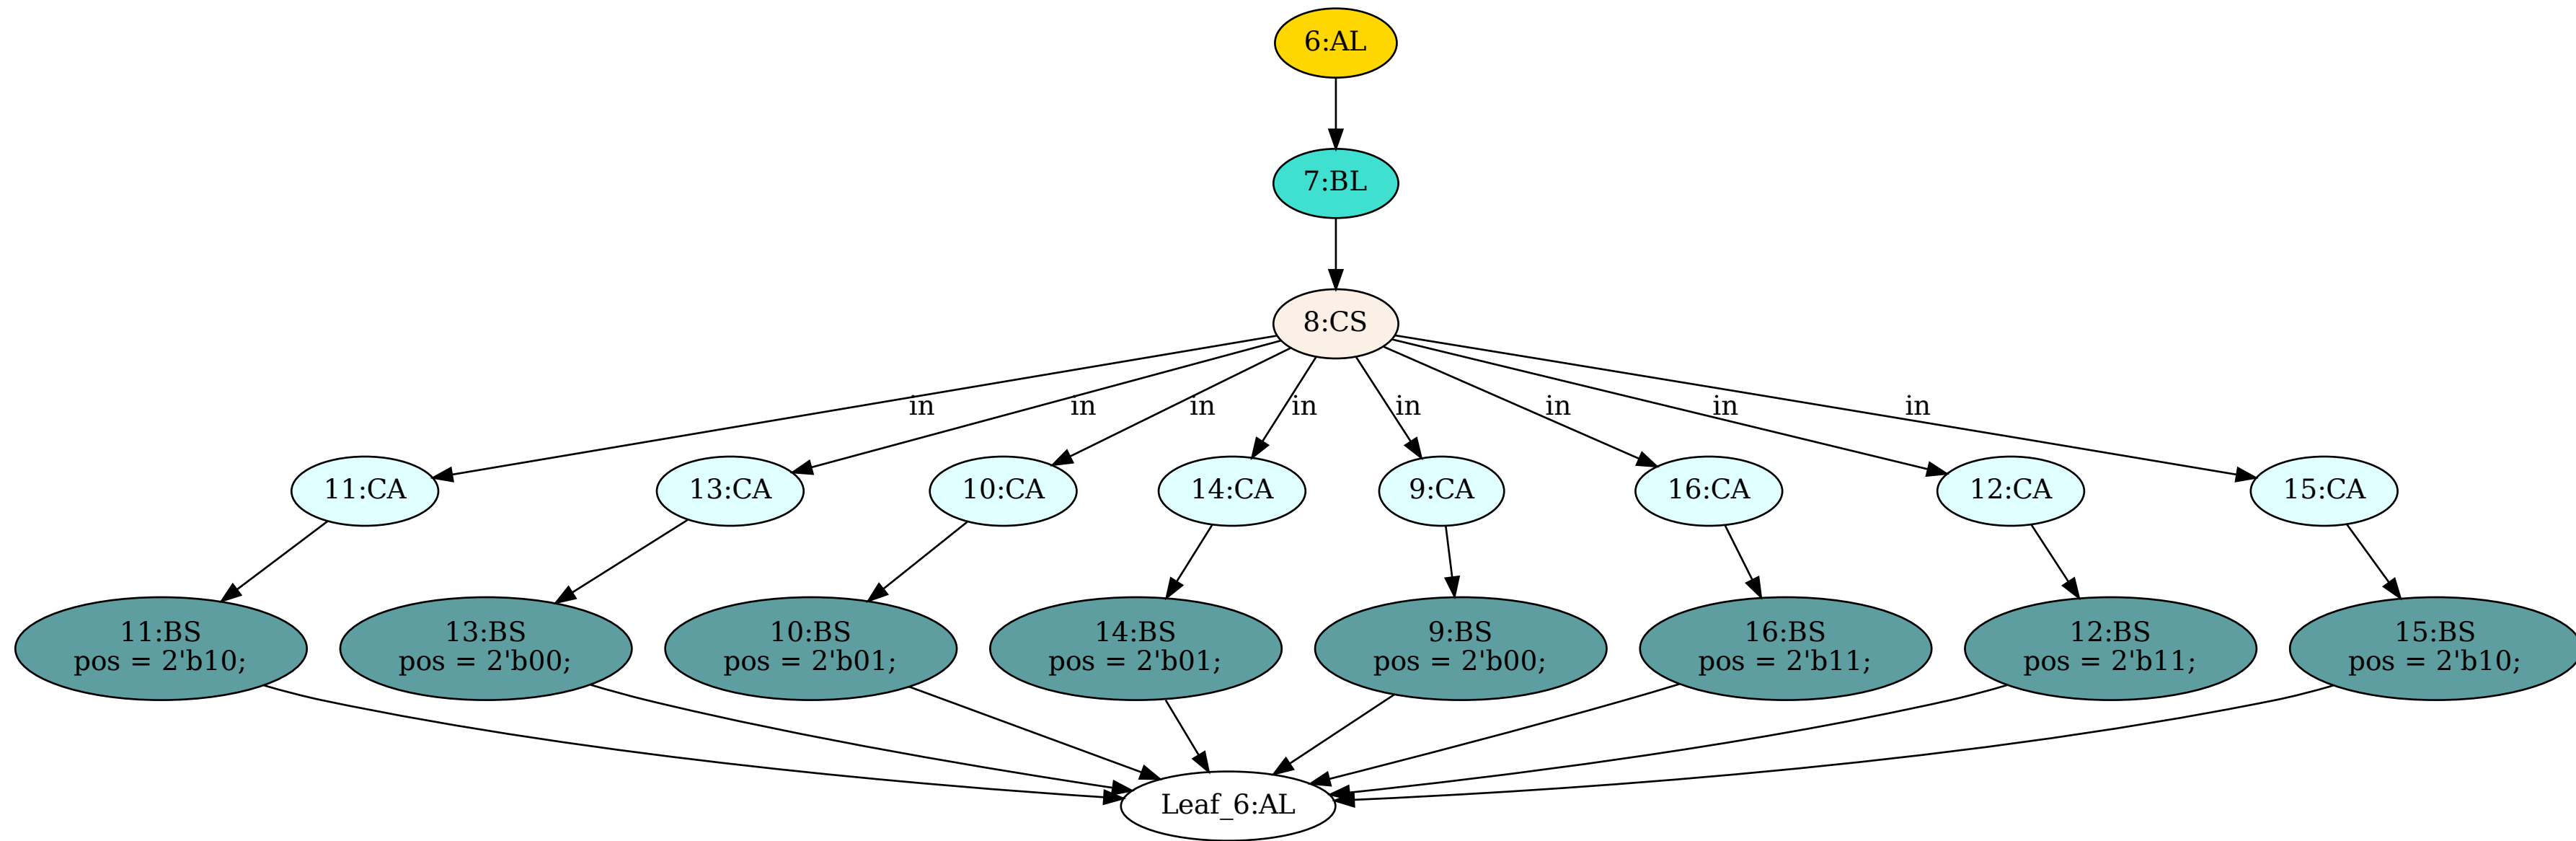 6:AL
7:BL
8:CS
in in in in in in in in
11:CA 13:CA 10:CA 14:CA 9:CA 16:CA 12:CA 15:CA
11:BS
pos = 2'b10;
13:BS
pos = 2'b00;
10:BS
pos = 2'b01;
14:BS
pos = 2'b01;
9:BS
pos = 2'b00;
16:BS
pos = 2'b11;
12:BS
pos = 2'b11;
15:BS
pos = 2'b10;
Leaf_6:AL